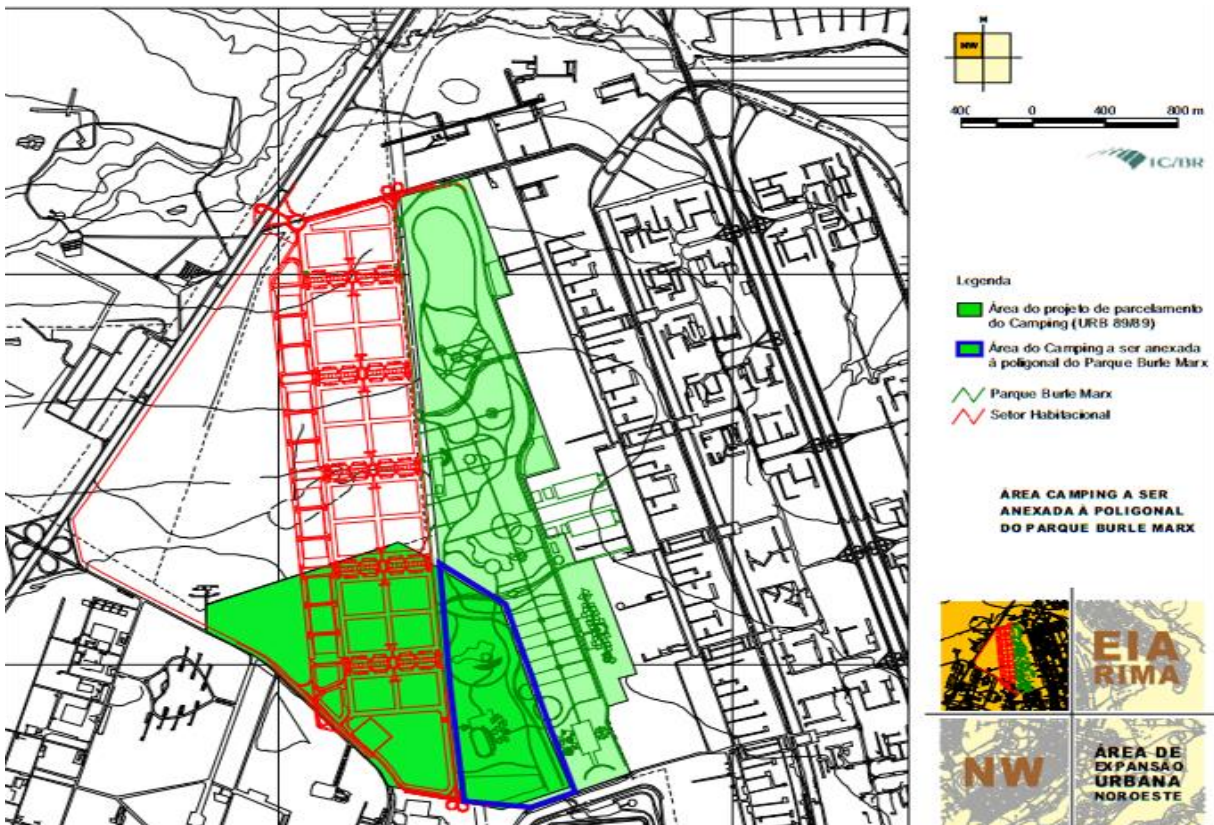 N
NW
400 0 400 800 m
IC/BR
Legenda
Área do projeto de parcelamento
do Camping (URB 89/89)
Área do Camping a ser anexada
à poligonal do Parque Burle Marx
Parque Burle Marx
Setor Habitacional
ÁREA CAMPING A SER
ANEXADA À POLIGONAL
DO PARQUE BURLE MARX
EIA
RIMA
NW
ÁREA DE
EXPANSÃO
URBANA
NOROESTE